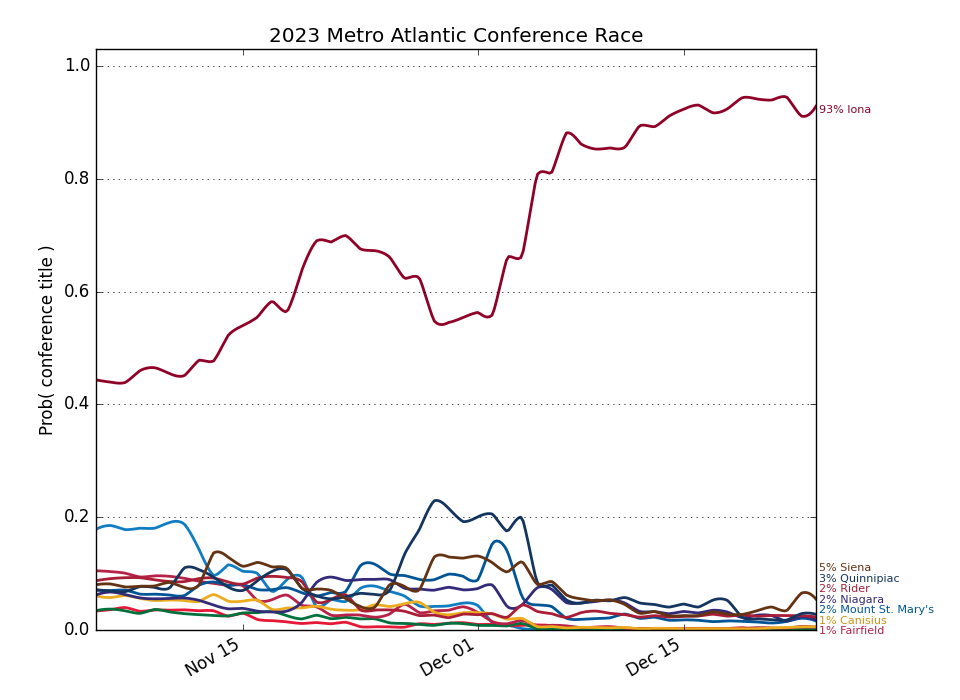 2023 Metro Atlantic Conference Race
1.0
0.8
0.6
0.4
0.2
0.0
Prob( conference title )
Nov 15
Dec 01
Dec 15
93% Iona
5% Siena
3% Quinnipiac
2% Rider
2% Niagara
2% Mount St. Mary's
1% Canisius
1% Fairfield